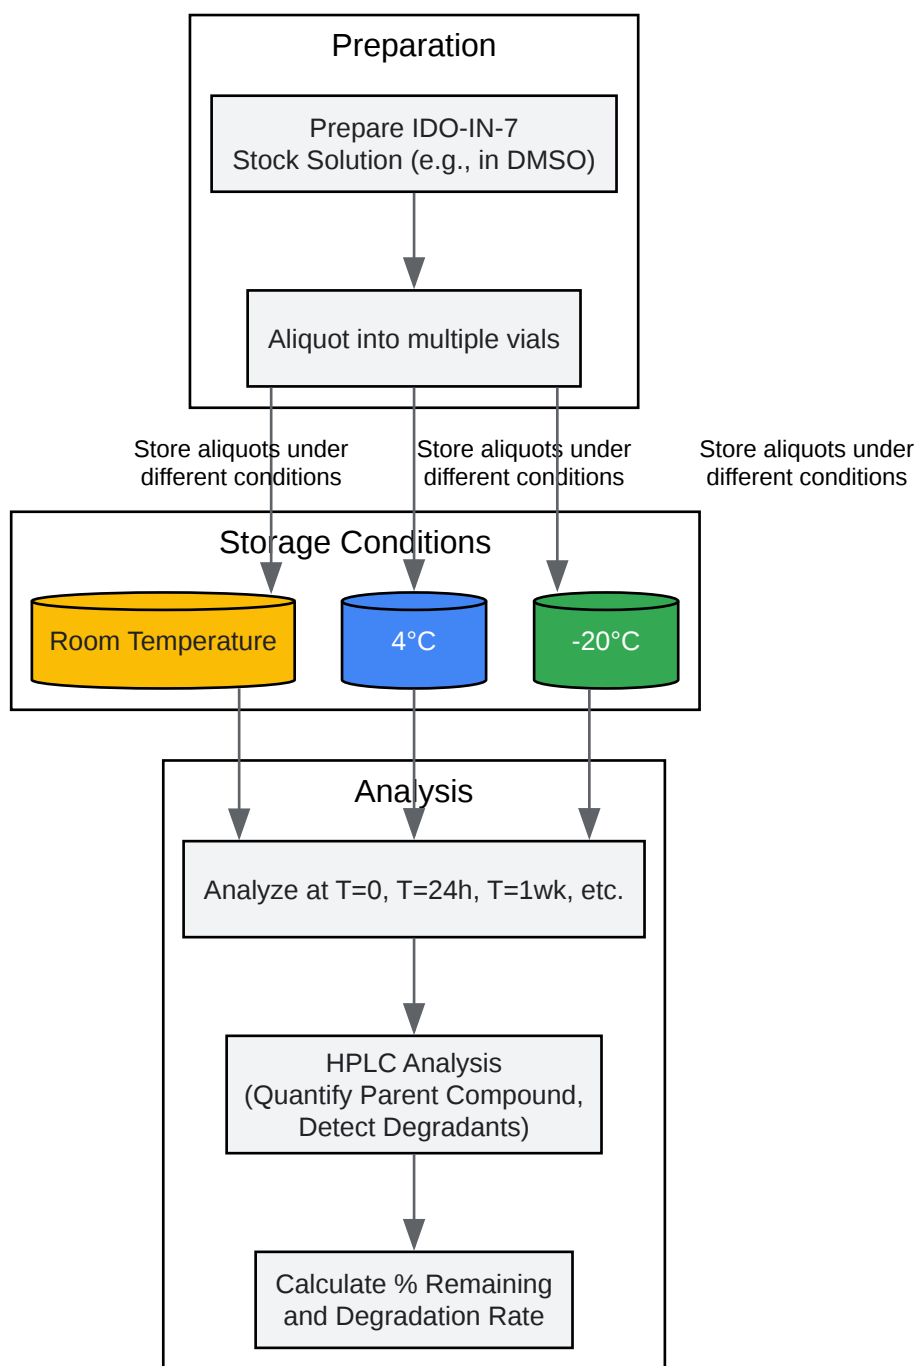 Preparation
Prepare IDO-IN-7
Stock Solution (e.g., in DMSO)
Aliquot into multiple vials
Store aliquots under
different conditions
Store aliquots under
different conditions
Store aliquots under
different conditions
Storage Conditions
Room Temperature
4°C
-20°C
Analysis
Analyze at T=0, T=24h, T=1wk, etc.
HPLC Analysis
(Quantify Parent Compound,
Detect Degradants)
Calculate % Remaining
and Degradation Rate